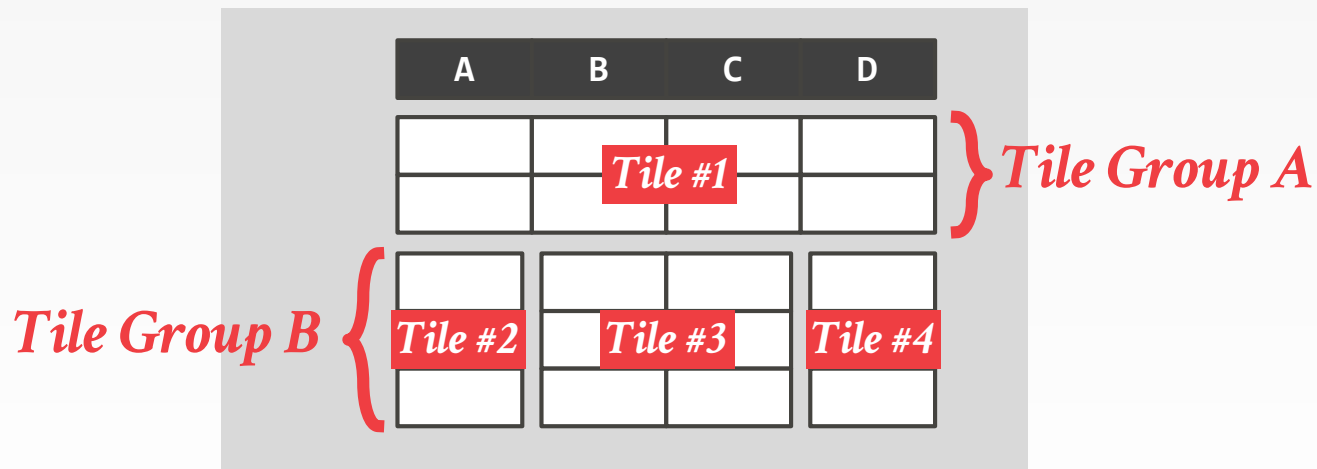 A B C D
Tile #1
Tile Group A
Tile Group B
Tile #2 Tile #3 Tile #4